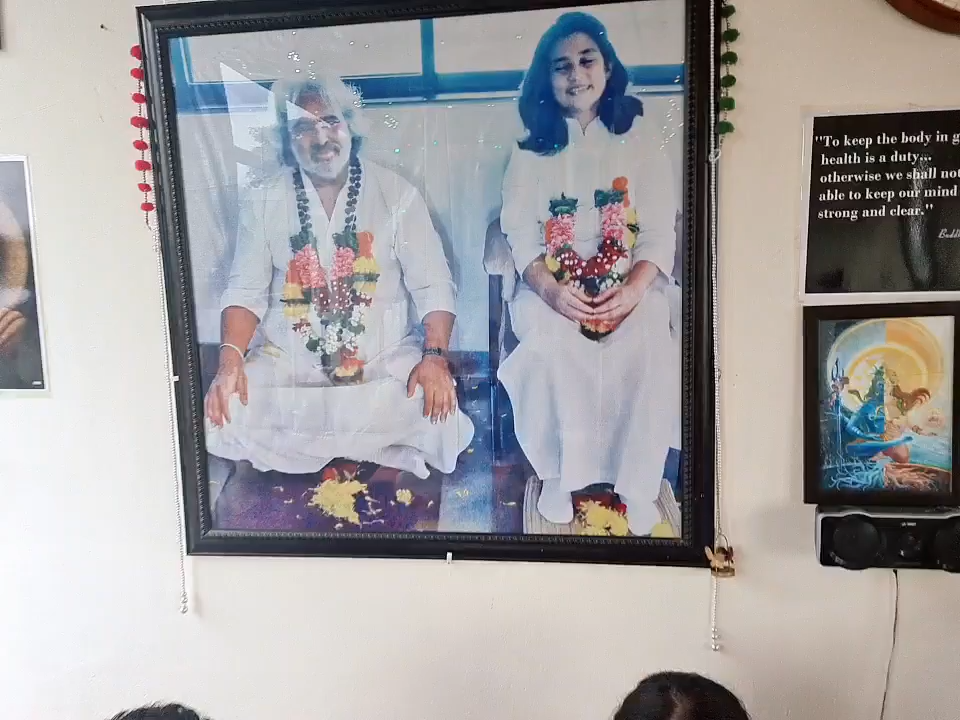 "To keep the body in g
health is a duty...
otherwise we shall not
able to keep our mind
strong and clear."
Budd